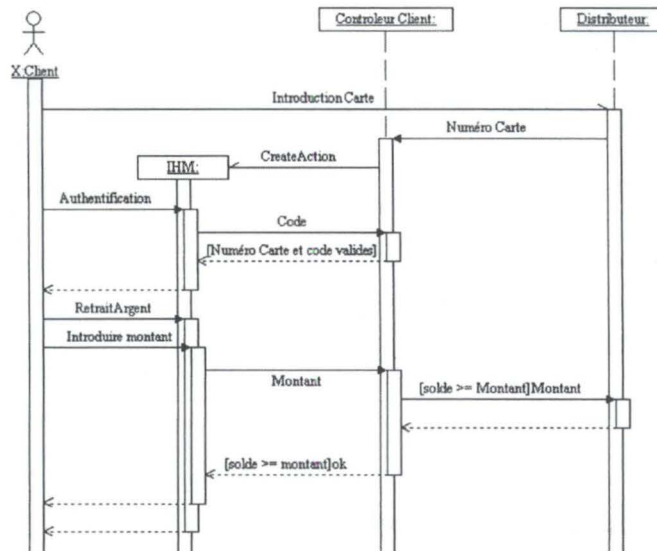 Controleur Client:
Distributeur:
X:Client
Introduction Carte
Numéro Carte
CreateAction
IHM:
Authentification
Code
[Numéro Carte et code valides]
RetraitArgent
Introduire montant
Montant
[solde >= Montant]Montant
[solde >= montant]ok